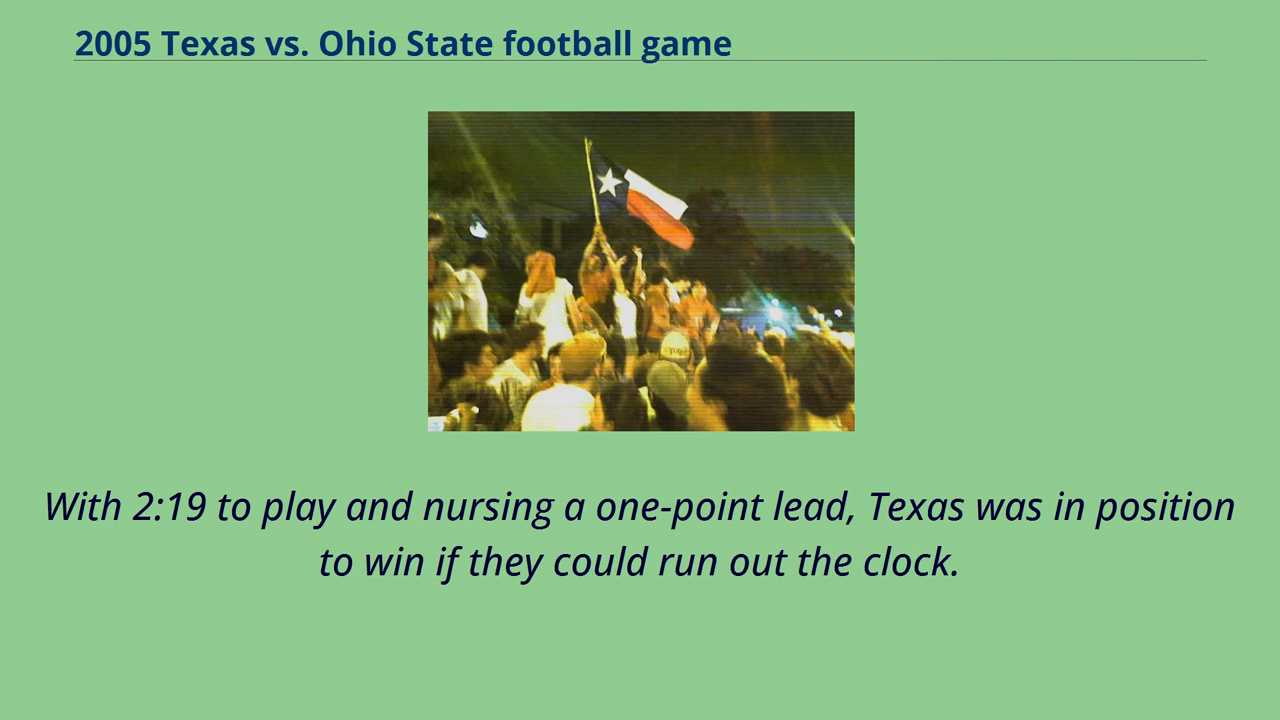 2005 Texas vs. Ohio State football game
With 2:19 to play and nursing a one-point lead, Texas was in position
to win if they could run out the clock.